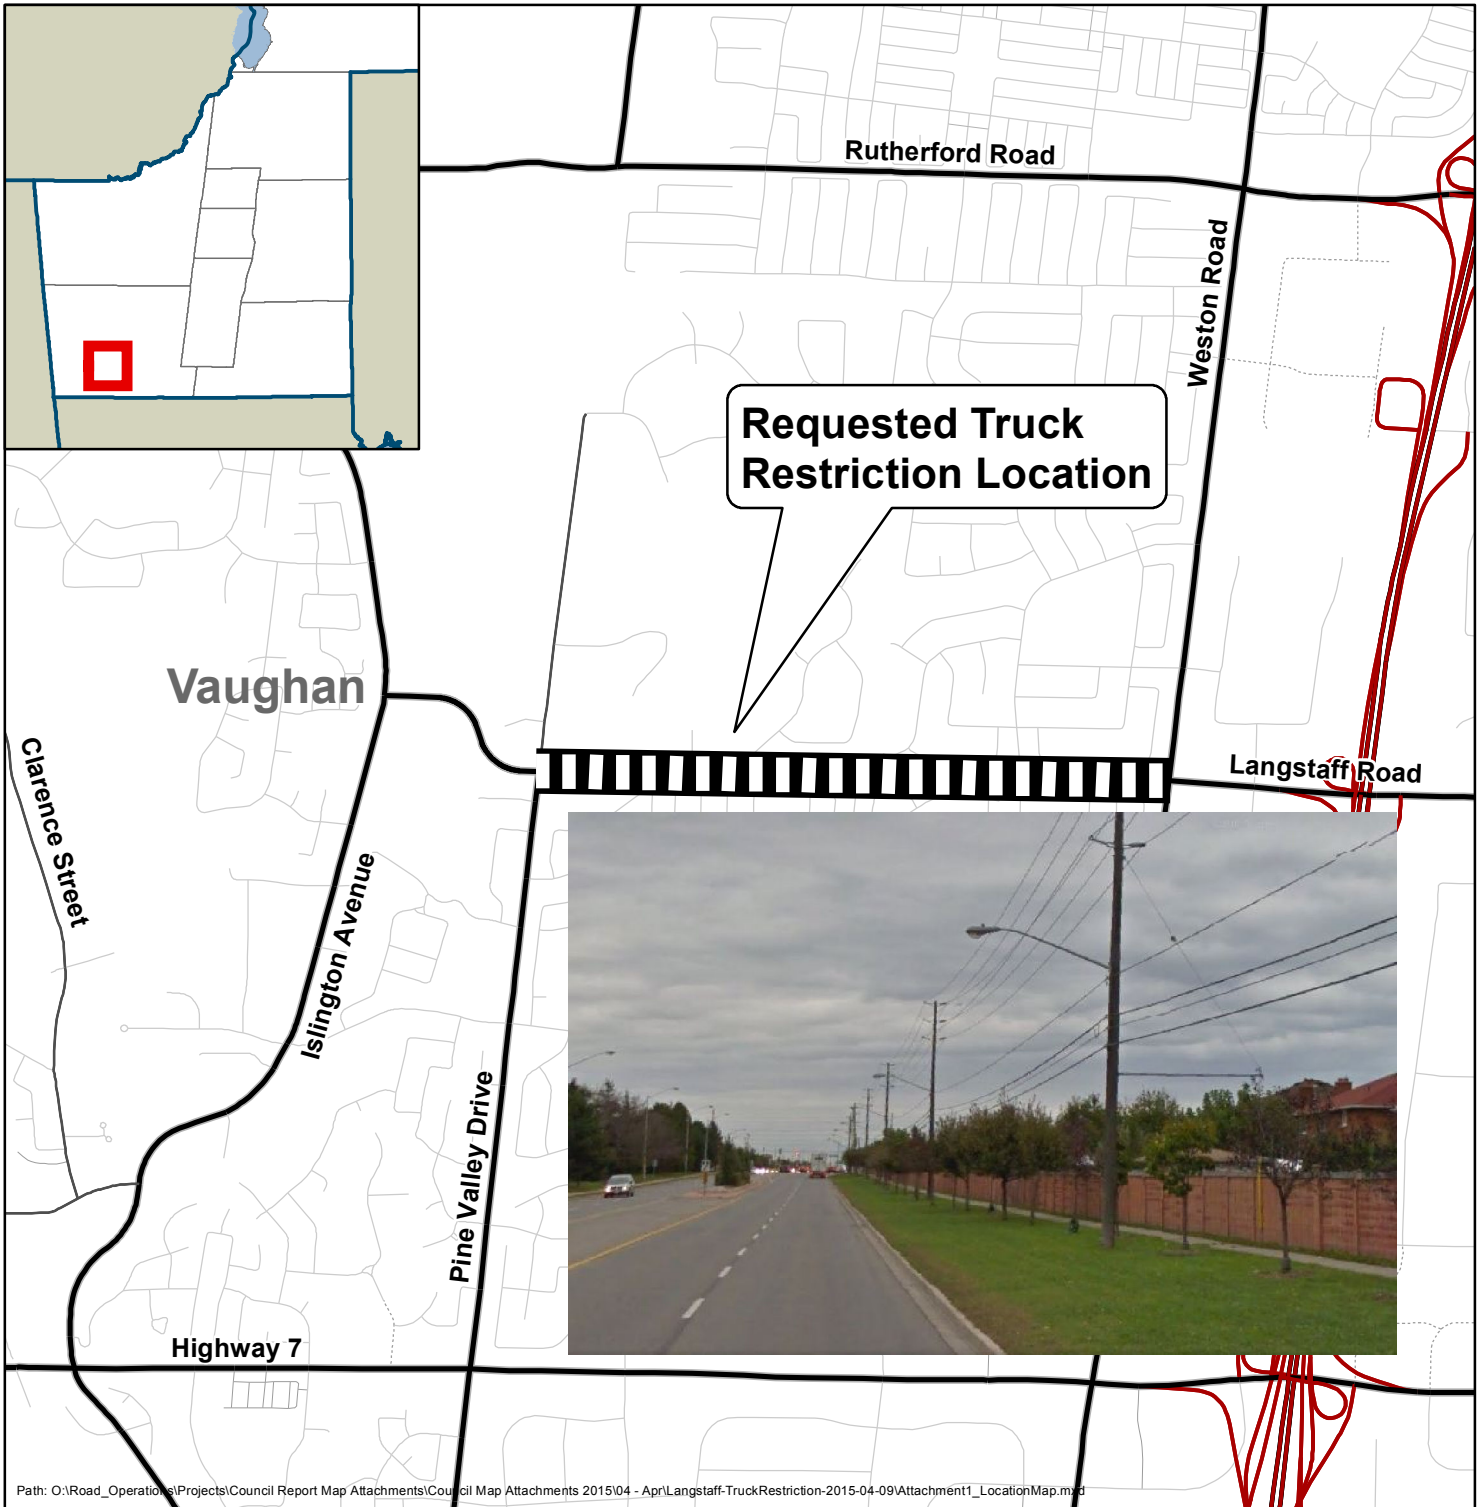 Rutherford Road
Weston Road
Requested Truck
Restriction Location
Vaughan
Langstaff Road
Clarence Street
Islington Avenue
Pine Valley Drive
Highway 7
Path: O:\Road_Operations\Projects\Council Report Map Attachments\Council Map Attachments 2015\04 - Apr\Langstaff-TruckRestriction-2015-04-09\Attachment1_LocationMap.mxd